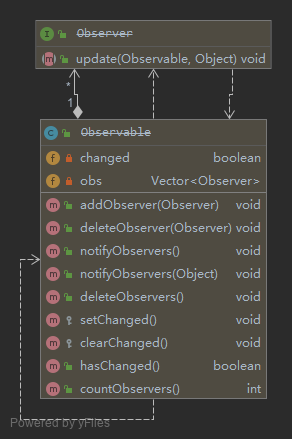 I Observer
m update(Observable, Object) void
*
1
C Observable
f changed boolean
f obs Vector<Observer>
m addObserver(Observer) void
m deleteObserver(Observer) void
m notifyObservers() void
m notifyObservers(Object) void
m deleteObservers() void
m setChanged() void
m clearChanged() void
m hasChanged() boolean
m countObservers() int
Powered by yFiles